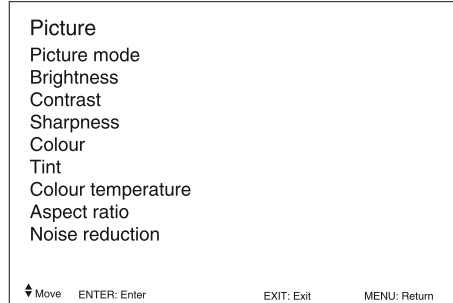 Picture
Picture mode
Brightness
Contrast
Sharpness
Colour
Tint
Colour temperature
Aspect ratio
Noise reduction
Move ENTER: Enter EXIT: Exit MENU: Return